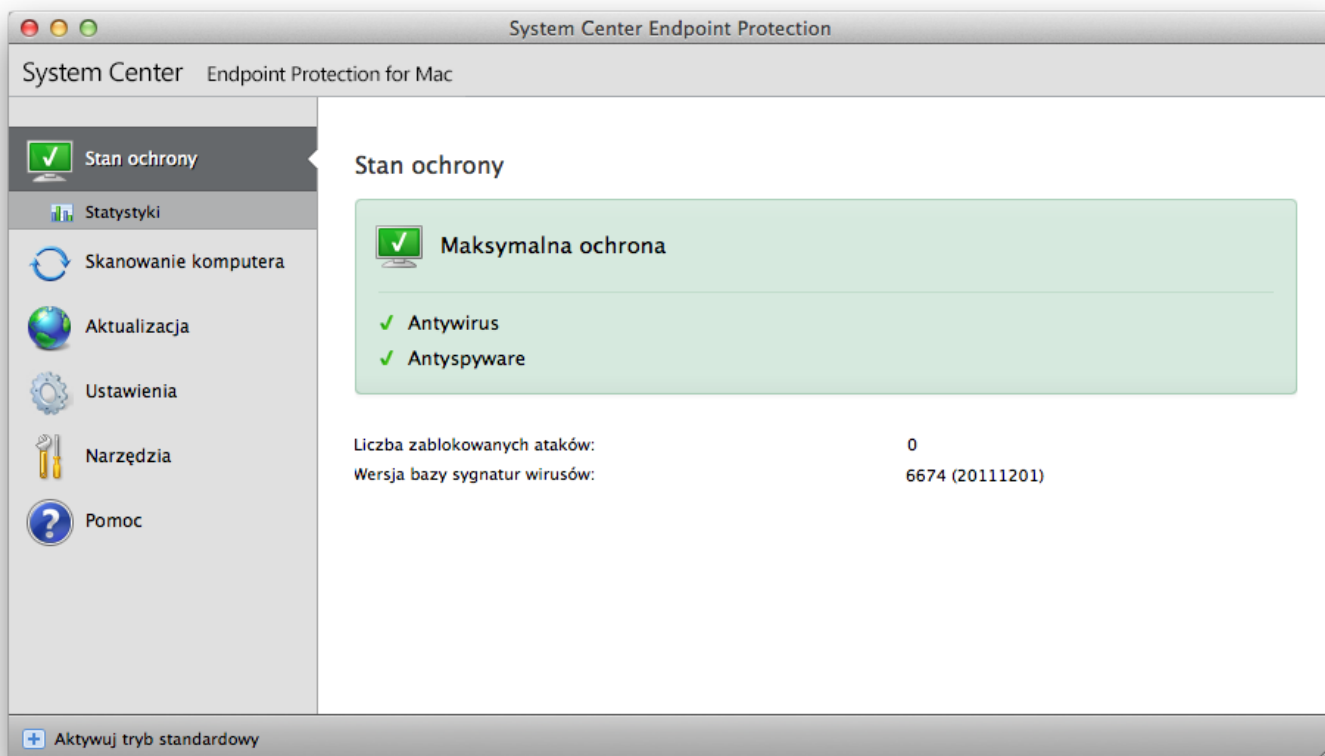 System Center Endpoint Protection
System Center Endpoint Protection for Mac
Stan ochrony
Statystyki
Skanowanie komputera
Aktualizacja
Ustawienia
Narzędzia
Pomoc
Stan ochrony
Maksymalna ochrona
Antywirus
Antyspyware
Liczba zablokowanych ataków: 0
Wersja bazy sygnatur wirusów: 6674 (20111201)
Aktywuj tryb standardowy